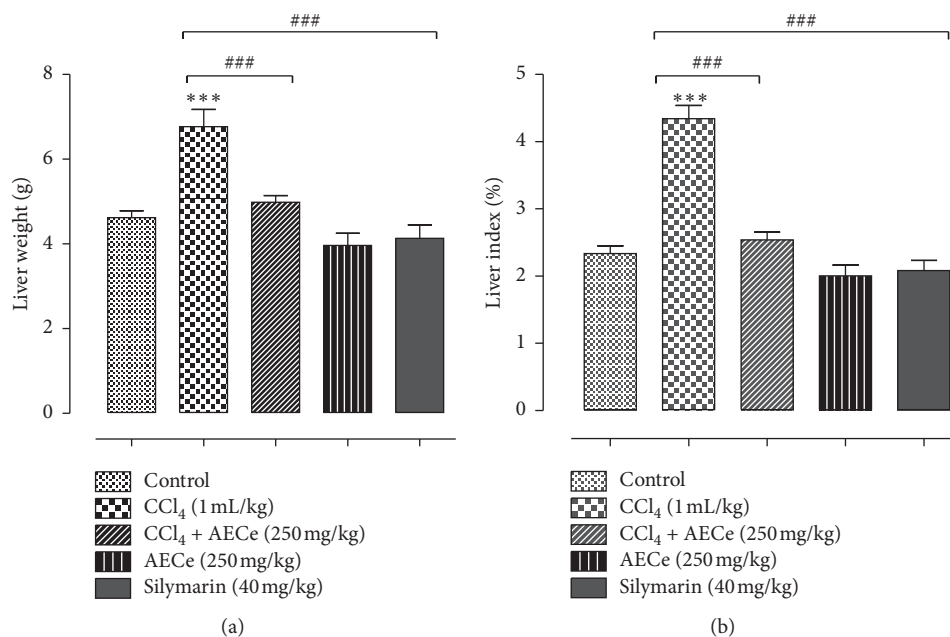 ###
###
***
8
6
4
2
0
Liver weight (g)
Control
CCl₄ (1 mL/kg)
CCl₄ + AECe (250 mg/kg)
AECe (250 mg/kg)
Silymarin (40 mg/kg)
(a)
###
###
***
5
4
3
2
1
0
Liver index (%)
Control
CCl₄ (1 mL/kg)
CCl₄ + AECe (250 mg/kg)
AECe (250 mg/kg)
Silymarin (40 mg/kg)
(b)